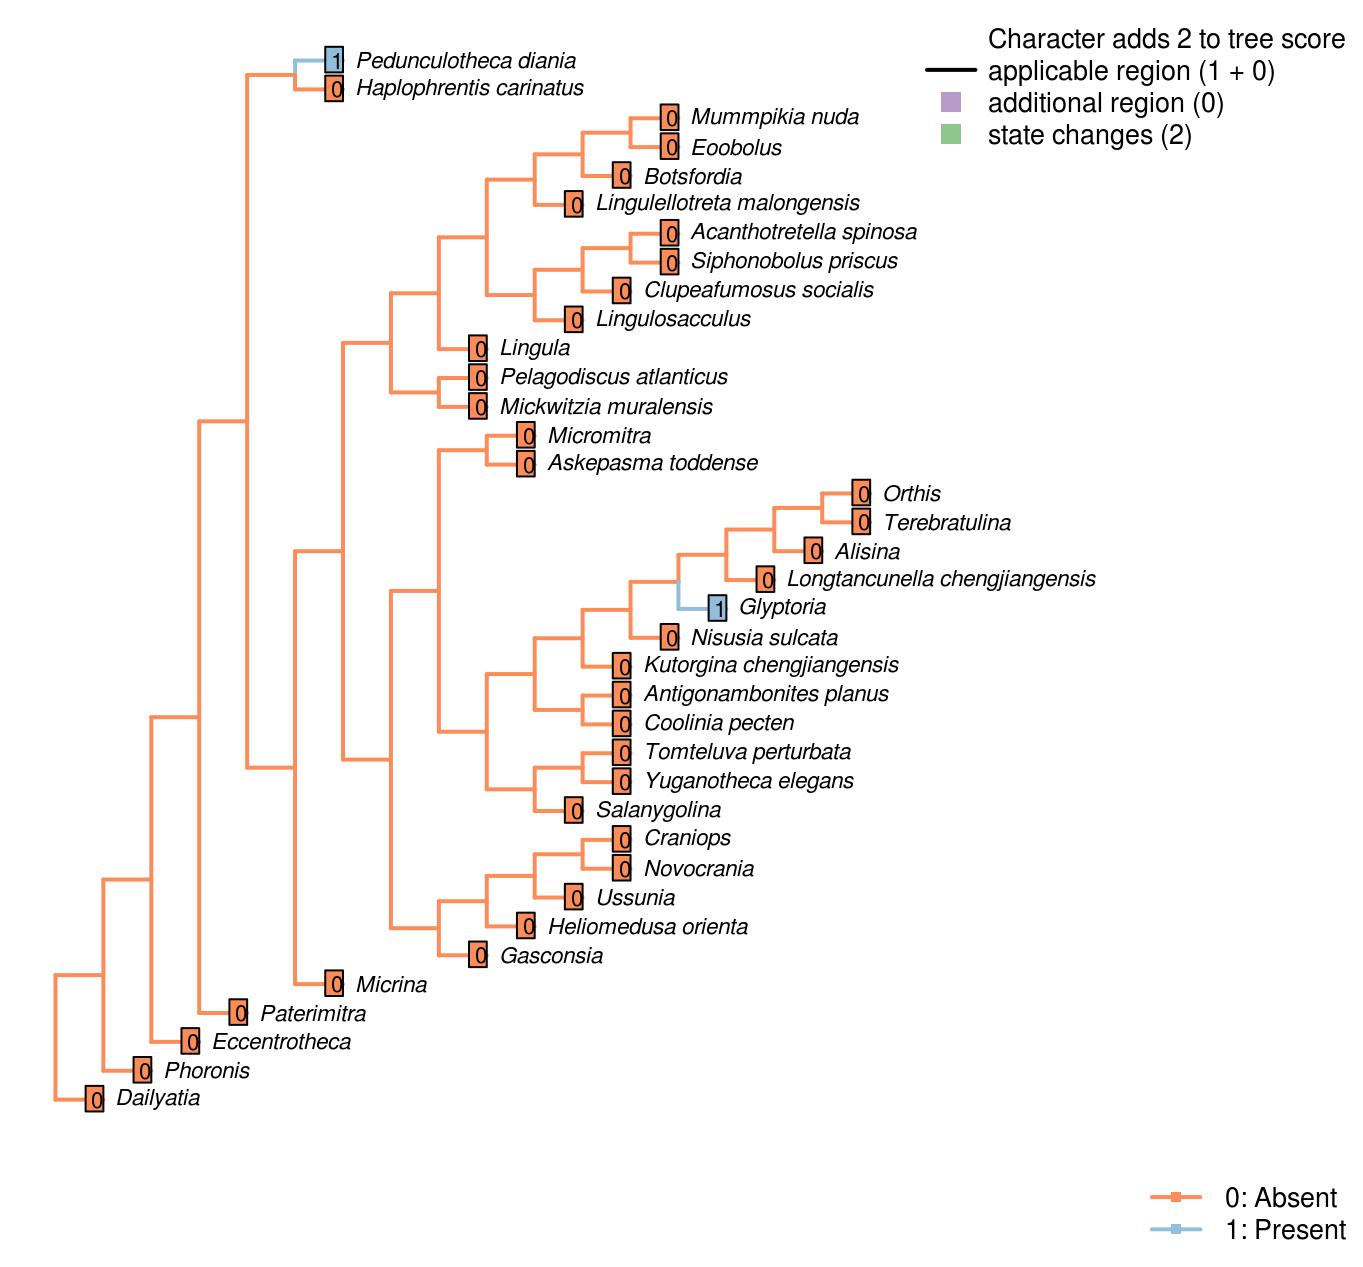 Character adds 2 to tree score
applicable region (1 + 0)
additional region (0)
state changes (2)
1 Pedunculotheca diania
0 Haplophrentis carinatus
0 Mummpikia nuda
0 Eoobolus
0 Botsfordia
0 Lingulellotreta malongensis
0 Acanthotretella spinosa
0 Siphonobolus priscus
0 Clupeafumosus socialis
0 Lingulosacculus
0 Lingula
0 Pelagodiscus atlanticus
0 Mickwitzia muralensis
0 Micromitra
0 Askepasma toddense
0 Orthis
0 Terebratulina
0 Alisina
0 Longtancunella chengjiangensis
1 Glyptoria
0 Nisusia sulcata
0 Kutorgina chengjiangensis
0 Antigonambonites planus
0 Coolinia pecten
0 Tomteluva perturbata
0 Yuganotheca elegans
0 Salanygolina
0 Craniops
0 Novocrania
0 Ussunia
0 Heliomedusa orienta
0 Gasconsia
0 Micrina
0 Paterimitra
0 Eccentrotheca
0 Phoronis
0 Dailyatia
0: Absent
1: Present